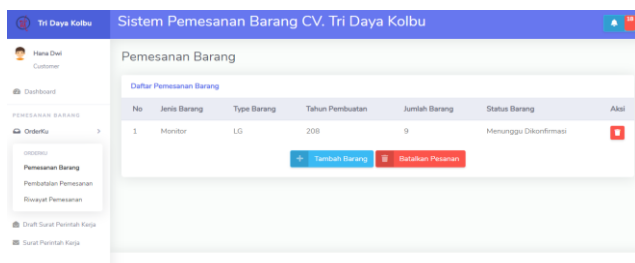 Tri Daya Kolbu
Sistem Pemesanan Barang CV. Tri Daya Kolbu
Hana Dwi
Customer
Dashboard
PEMESANAN BARANG
OrderKu
ORDERKU
Pemesanan Barang
Pembatalan Pemesanan
Riwayat Pemesanan
Draft Surat Perintah Kerja
Surat Perintah Kerja
Pemesanan Barang
Daftar Pemesanan Barang
No Jenis Barang Type Barang Tahun Pembuatan Jumlah Barang Status Barang Aksi
1 Monitor LG 208 9 Menunggu Dikonfirmasi
+ Tambah Barang Batalkan Pesanan